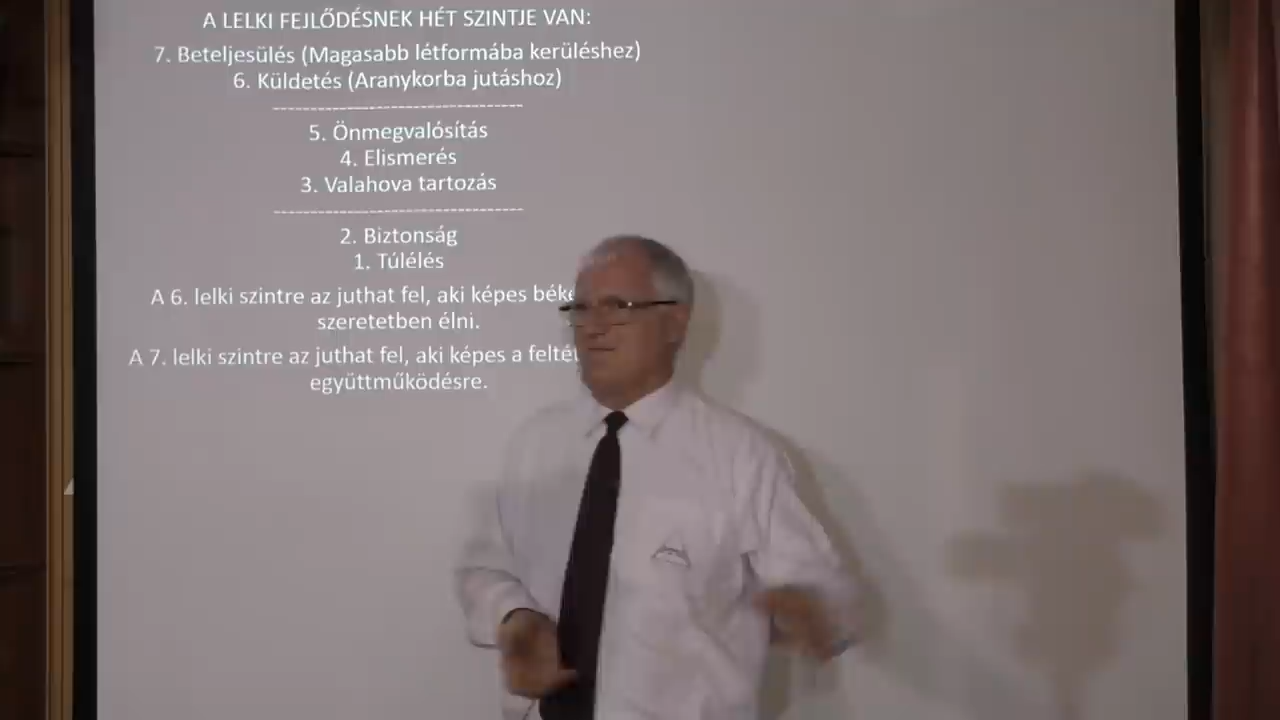 A LELKI FEJLŐDÉSNEK HÉT SZINTJE VAN:
7. Beteljesülés (Magasabb létformába kerüléshez)
6. Küldetés (Aranykorba jutáshoz)
------------------------------------
5. Önmegvalósítás
4. Elismerés
3. Valahova tartozás
------------------------------------
2. Biztonság
1. Túlélés
A 6. lelki szintre az juthat fel, aki képes
szeretetben élni.
A 7. lelki szintre az juthat fel, aki képes a
együttműködésre.